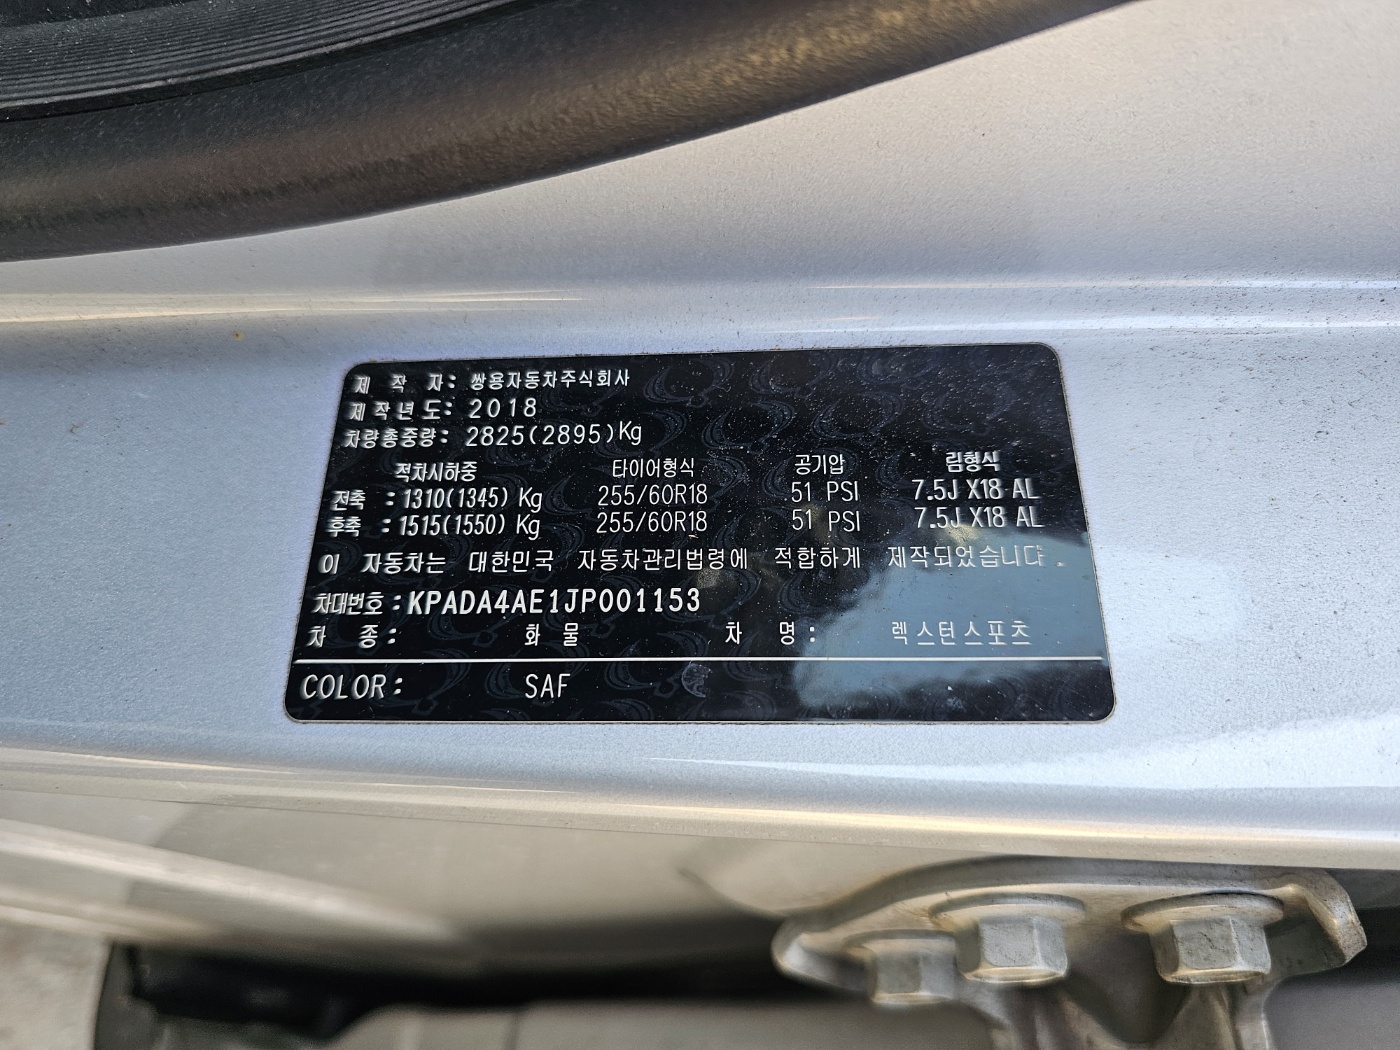 제 작 자: 쌍용자동차주식회사
제작년도: 2018
차량총중량: 2825(2895)Kg
적차시하중 타이어형식 공기압 림형식
전축 : 1310(1345) Kg 255/60R18 51 PSI 7.5J X18 AL
후축 : 1515(1550) Kg 255/60R18 51 PSI 7.5J X18 AL
이 자동차는 대한민국 자동차관리법령에 적합하게 제작되었습니다.
차대번호:KPADA4AE1JP001153
차 종: 화 물 차 명: 렉스턴스포츠
COLOR: SAF